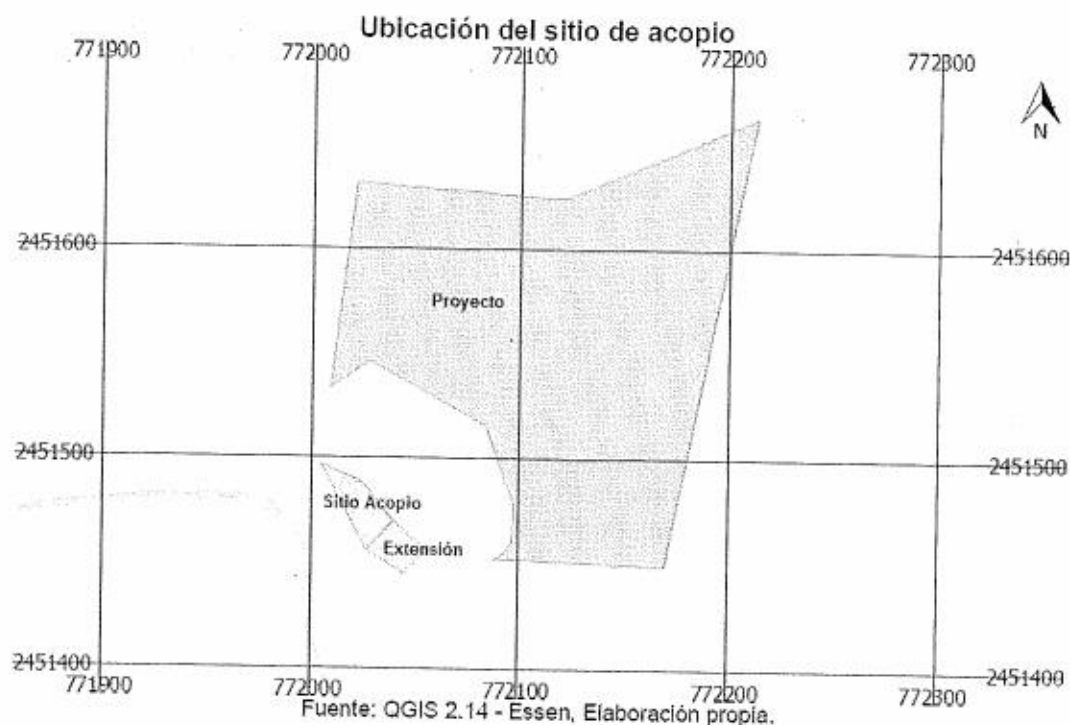 Ubicación del sitio de acopio
771900 772000 772100 772200 772300
N
2451600 2451600
Proyecto
2451500 2451500
Sitio Acopio
Extensión
2451400 2451400
771900 772000 772100 772200 772300
Fuente: QGIS 2.14 - Essen, Elaboración propia.